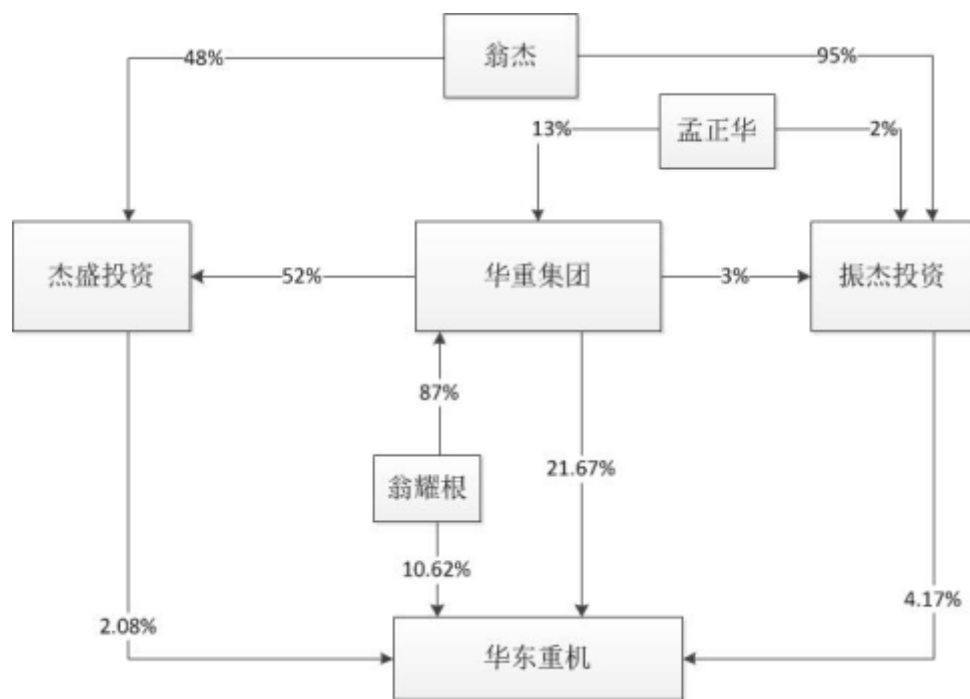 翁杰
48%
95%
孟正华
13%
2%
杰盛投资
52%
华重集团
3%
振杰投资
87%
翁耀根
21.67%
10.62%
4.17%
2.08%
华东重机